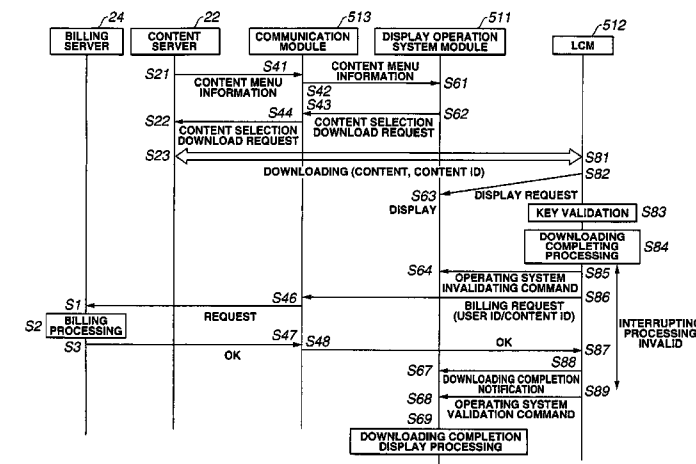 24
22
513
511
512
BILLING SERVER
CONTENT SERVER
COMMUNICATION MODULE
DISPLAY OPERATION SYSTEM MODULE
LCM
S21
S41
CONTENT MENU INFORMATION
CONTENT MENU INFORMATION
S61
S42
S43
S22
S44
CONTENT SELECTION DOWNLOAD REQUEST
CONTENT SELECTION DOWNLOAD REQUEST
S62
S23
S81
DOWNLOADING (CONTENT, CONTENT ID)
S82
S63
DISPLAY REQUEST
DISPLAY
KEY VALIDATION
S83
DOWNLOADING COMPLETING PROCESSING
S84
S64
S85
OPERATING SYSTEM INVALIDATING COMMAND
S1
S46
S86
REQUEST
BILLING REQUEST (USER ID/CONTENT ID)
S2
BILLING PROCESSING
INTERRUPTING PROCESSING INVALID
S3
S47
S48
OK
S87
OK
S88
S67
DOWNLOADING COMPLETION NOTIFICATION
S89
S68
OPERATING SYSTEM VALIDATION COMMAND
S69
DOWNLOADING COMPLETION DISPLAY PROCESSING